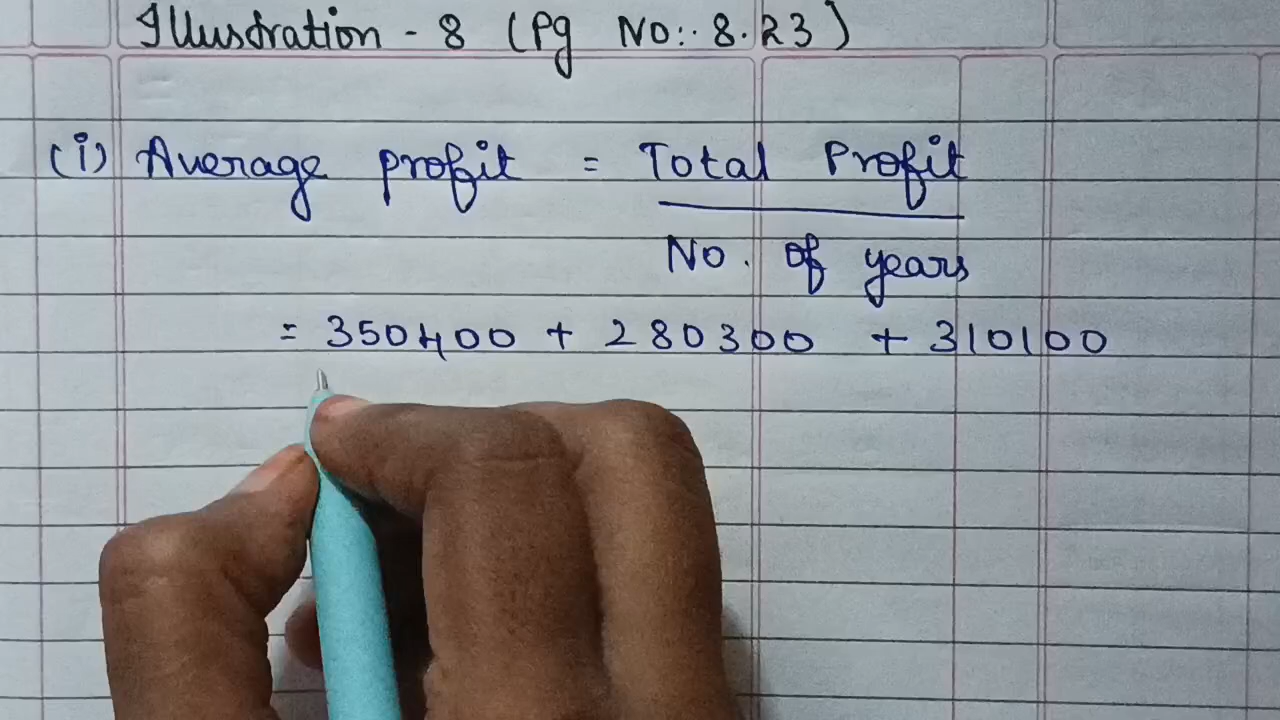 Illustration - 8 (Pg No:. 8.23)
(i) Average profit = Total Profit
No. of years
= 350400 + 280300 + 310100